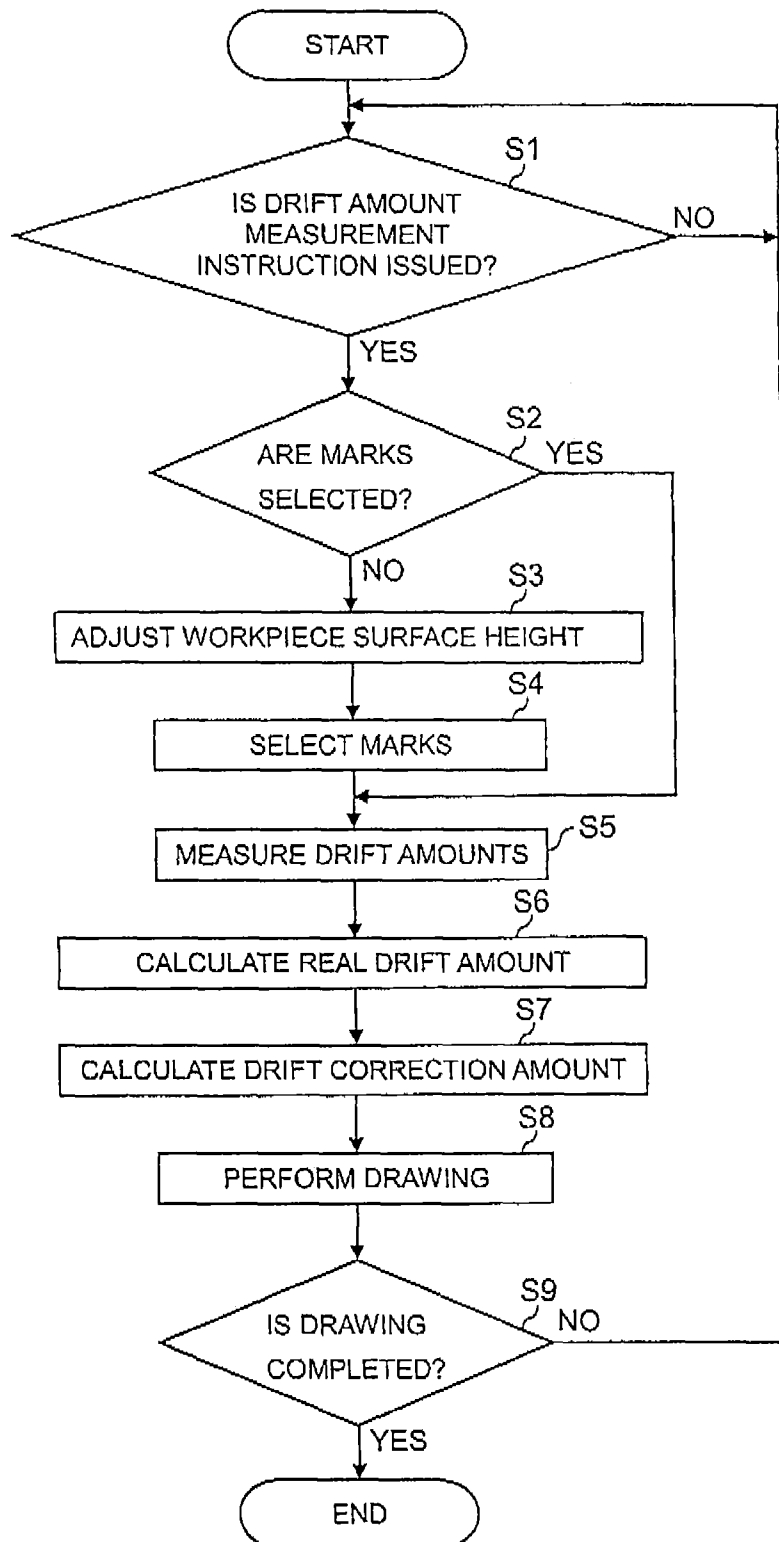 START
S1
IS DRIFT AMOUNT
MEASUREMENT
INSTRUCTION ISSUED?
NO
YES
S2
ARE MARKS
SELECTED?
YES
NO
S3
ADJUST WORKPIECE SURFACE HEIGHT
S4
SELECT MARKS
S5
MEASURE DRIFT AMOUNTS
S6
CALCULATE REAL DRIFT AMOUNT
S7
CALCULATE DRIFT CORRECTION AMOUNT
S8
PERFORM DRAWING
S9
IS DRAWING
COMPLETED?
NO
YES
END